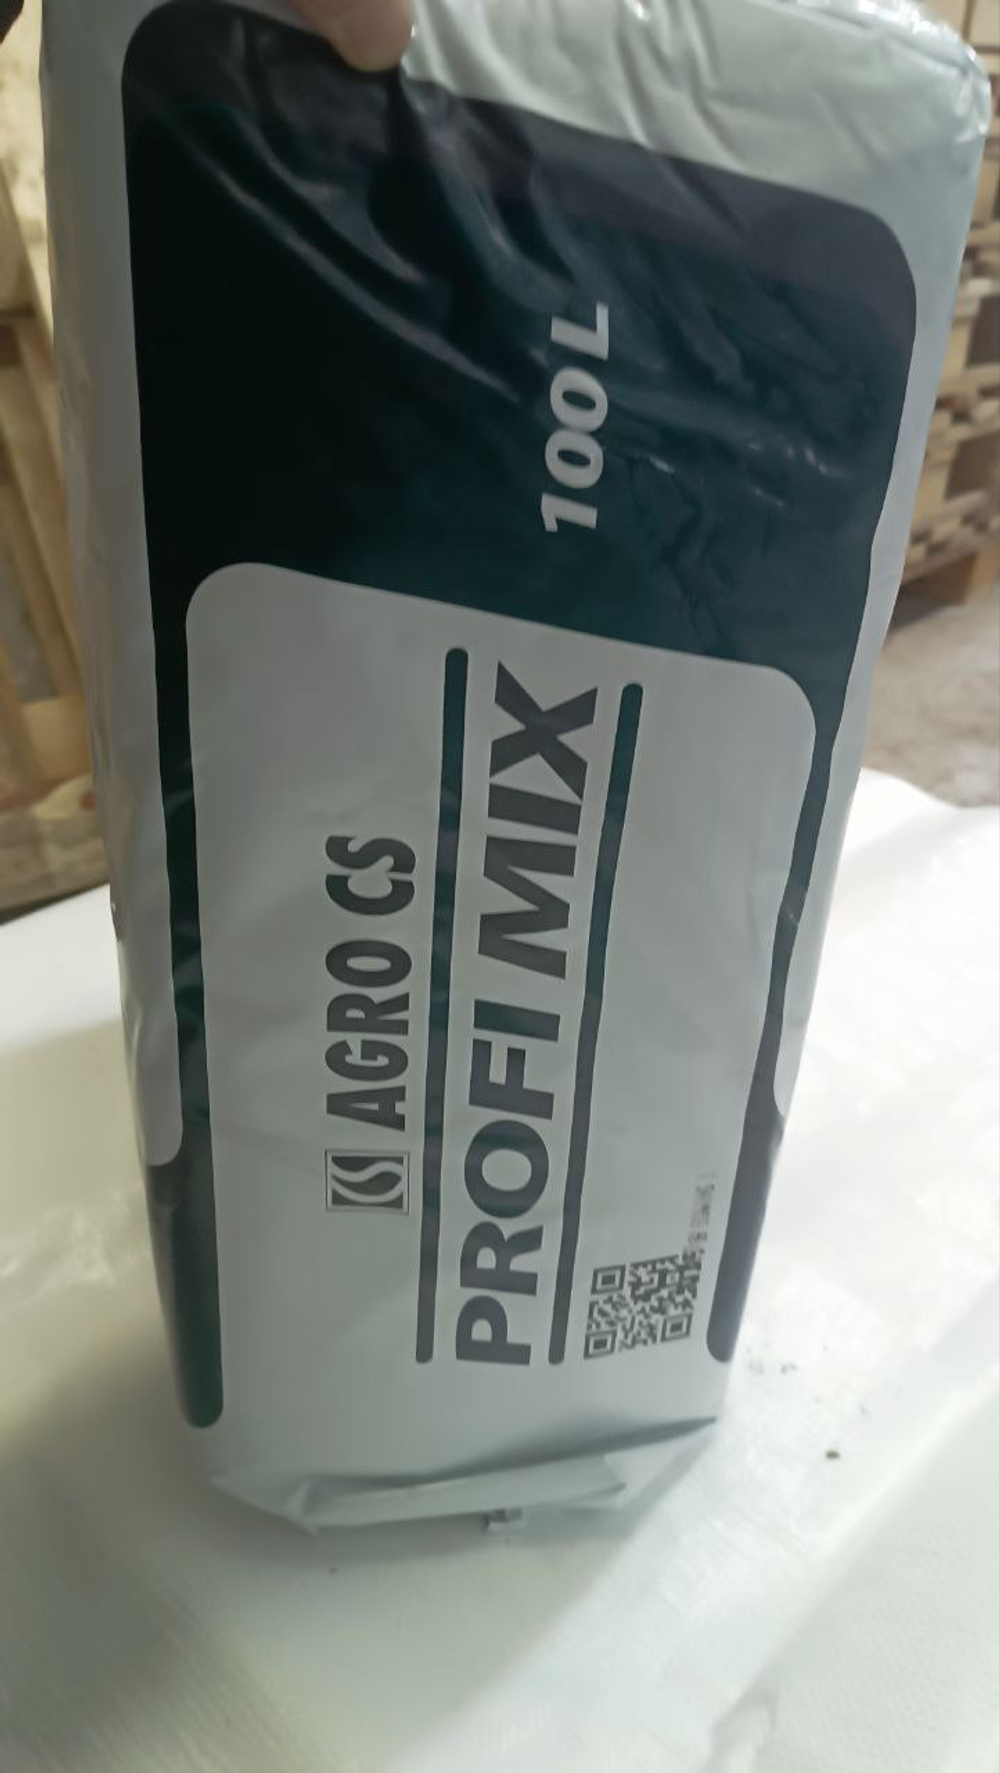 100 L
AGRO CS
PROFI MIX